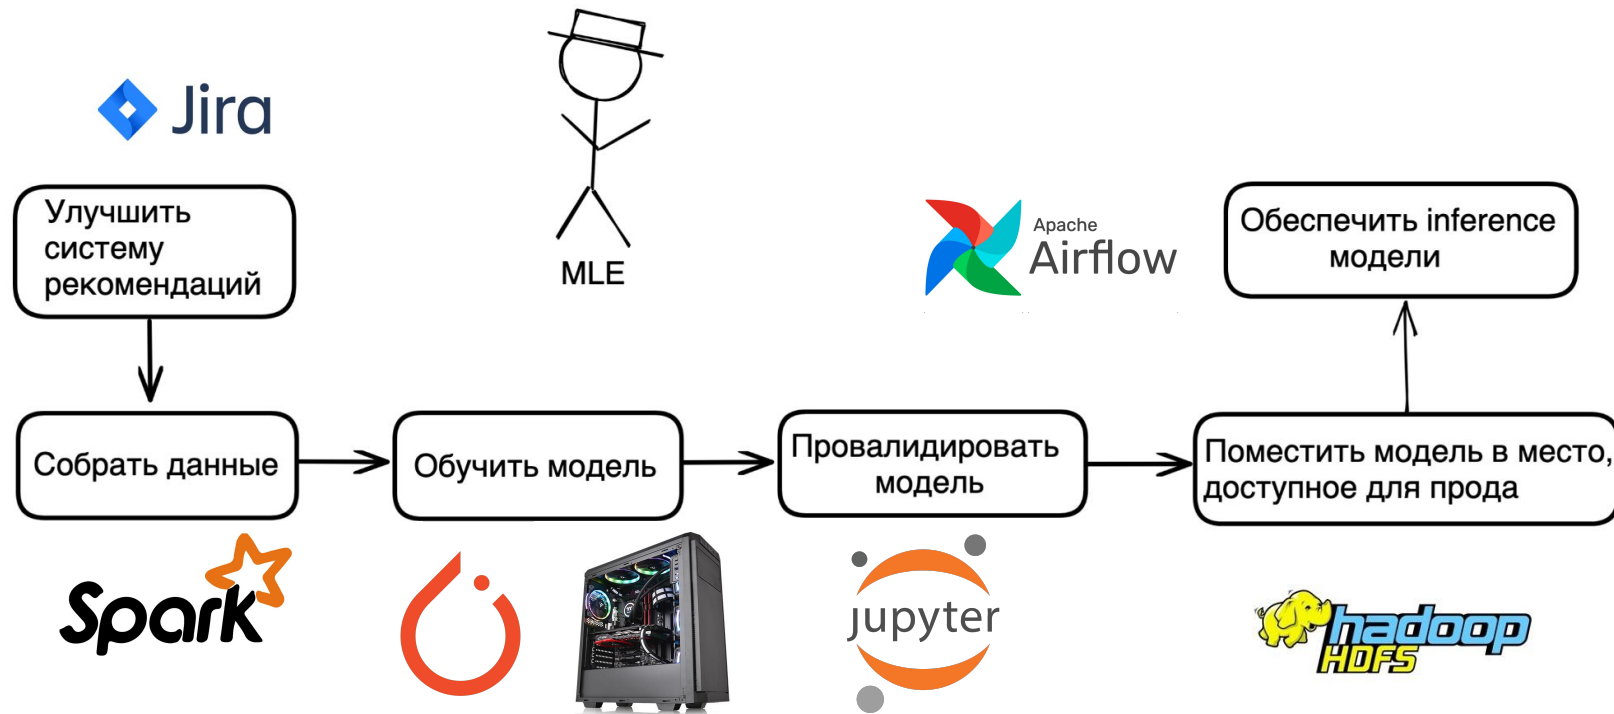 Jira
Улучшить
систему
рекомендаций
MLE
Apache
Airflow
Обеспечить inference
модели
Собрать данные
Обучить модель
Провалидировать
модель
Поместить модель в место,
доступное для прода
Spark
jupyter
hadoop
HDFS